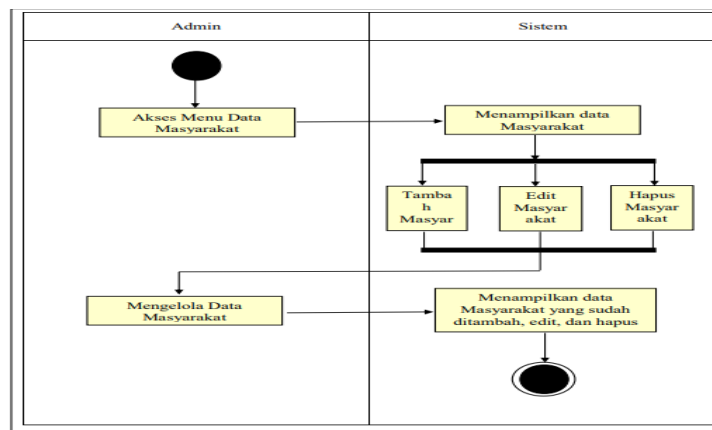 Admin
Sistem
Akses Menu Data
Masyarakat
Menampilkan data
Masyarakat
Tamba
h
Masyar
Edit
Masyar
akat
Hapus
Masyar
akat
Mengelola Data
Masyarakat
Menampilkan data
Masyarakat yang sudah
ditambah, edit, dan hapus